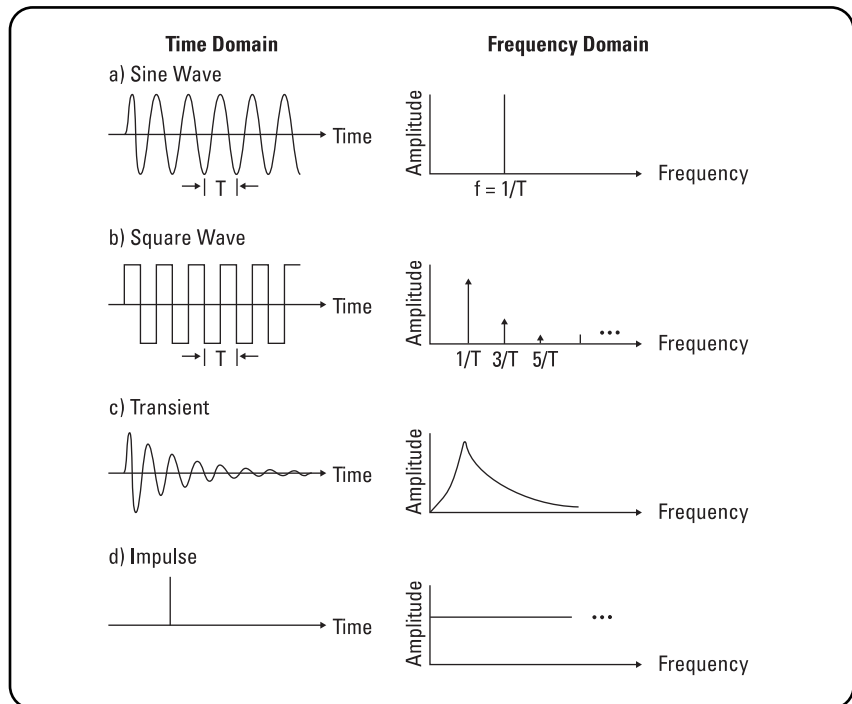 Time Domain
Frequency Domain
a) Sine Wave
Time
T
Amplitude
Frequency
f = 1/T
b) Square Wave
Time
T
Amplitude
•••
Frequency
1/T 3/T 5/T
c) Transient
Time
Amplitude
Frequency
d) Impulse
Time
Amplitude
•••
Frequency